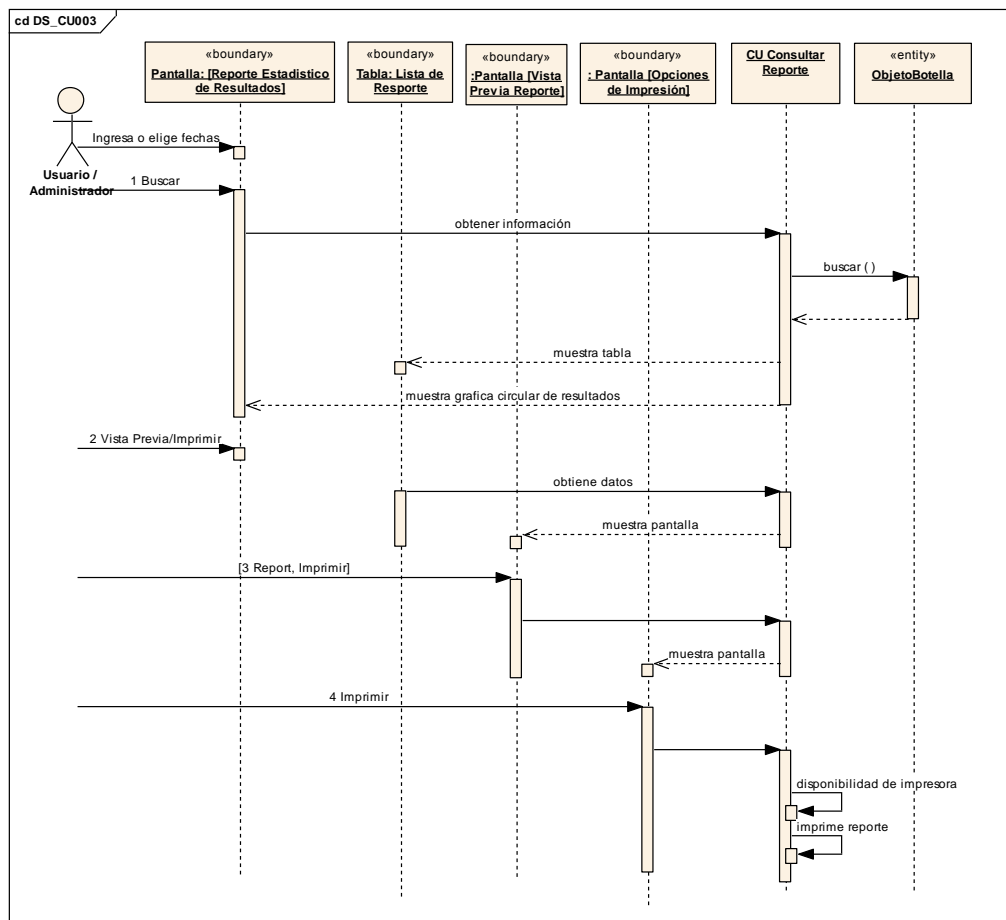 cd DS_CU003
«boundary»
Pantalla: [Reporte Estadistico
de Resultados]
«boundary»
Tabla: Lista de
Resporte
«boundary»
:Pantalla [Vista
Previa Reporte]
«boundary»
: Pantalla [Opciones
de Impresión]
CU Consultar
Reporte
«entity»
ObjetoBotella
Ingresa o elige fechas
Usuario /
Administrador
1 Buscar
obtener información
buscar ( )
muestra tabla
muestra grafica circular de resultados
2 Vista Previa/Imprimir
obtiene datos
muestra pantalla
[3 Report, Imprimir]
muestra pantalla
4 Imprimir
disponibilidad de impresora
imprime reporte